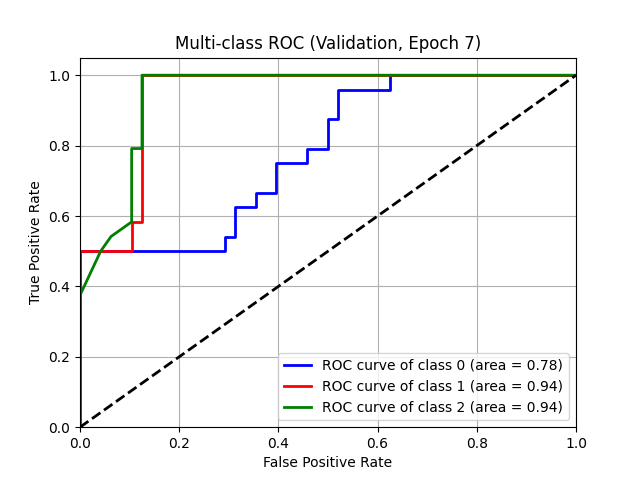 Multi-class ROC (Validation, Epoch 7)
1.0
0.8
0.6
0.4
0.2
0.0
True Positive Rate
ROC curve of class 0 (area = 0.78)
ROC curve of class 1 (area = 0.94)
ROC curve of class 2 (area = 0.94)
0.0 0.2 0.4 0.6 0.8 1.0
False Positive Rate